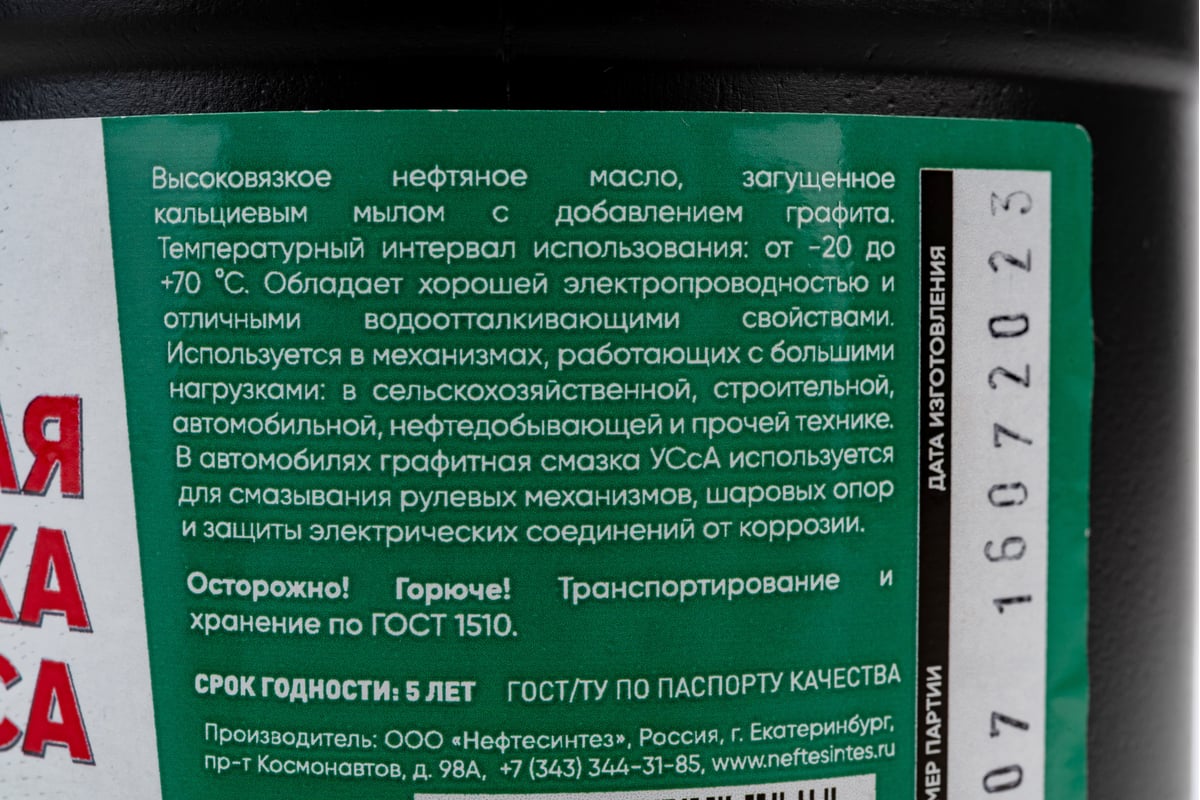 Высоковязкое нефтяное масло, загущенное
кальциевым мылом с добавлением графита.
Температурный интервал использования: от -20 до
+70 °С. Обладает хорошей электропроводностью и
отличными водоотталкивающими свойствами.
Используется в механизмах, работающих с большими
нагрузками: в сельскохозяйственной, строительной,
автомобильной, нефтедобывающей и прочей технике.
В автомобилях графитная смазка УСсА используется
для смазывания рулевых механизмов, шаровых опор
и защиты электрических соединений от коррозии.
Осторожно! Горюче! Транспортирование и
хранение по ГОСТ 1510.
СРОК ГОДНОСТИ: 5 ЛЕТ ГОСТ/ТУ ПО ПАСПОРТУ КАЧЕСТВА
Производитель: ООО «Нефтесинтез», Россия, г. Екатеринбург,
пр-т Космонавтов, д. 98А, +7 (343) 344-31-85, www.neftesintes.ru
ДАТА ИЗГОТОВЛЕНИЯ
16072023
МЕР ПАРТИИ
07
АЯ
КА
СА